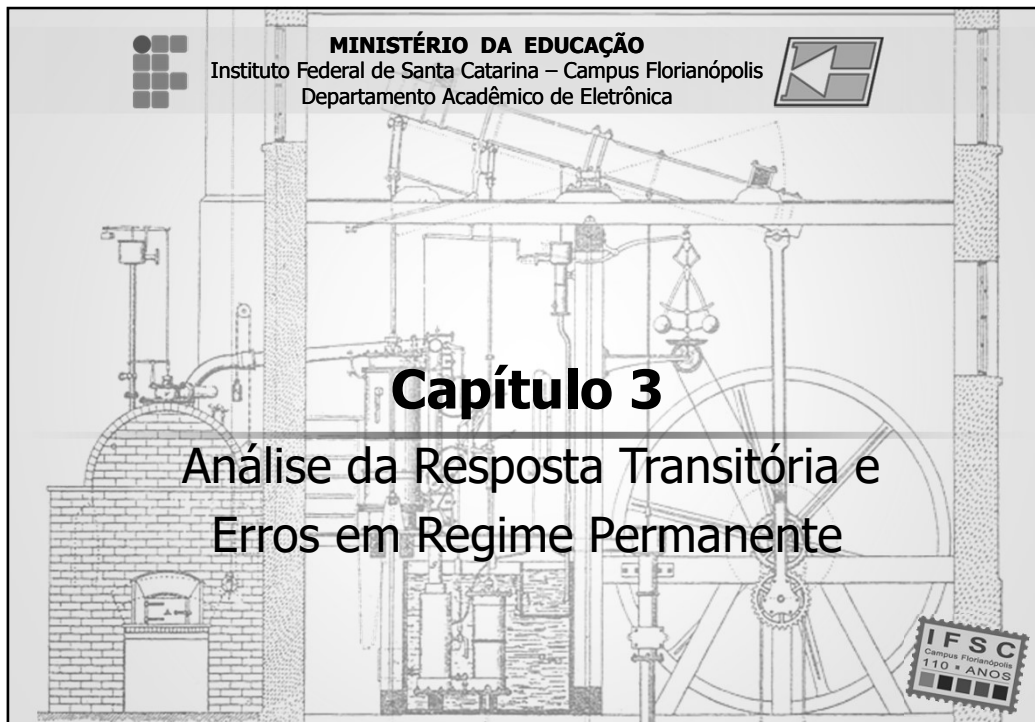 MINISTÉRIO DA EDUCAÇÃO
Instituto Federal de Santa Catarina – Campus Florianópolis
Departamento Acadêmico de Eletrônica
Capítulo 3
Análise da Resposta Transitória e
Erros em Regime Permanente
IFSC
Campus Florianópolis
110 ANOS